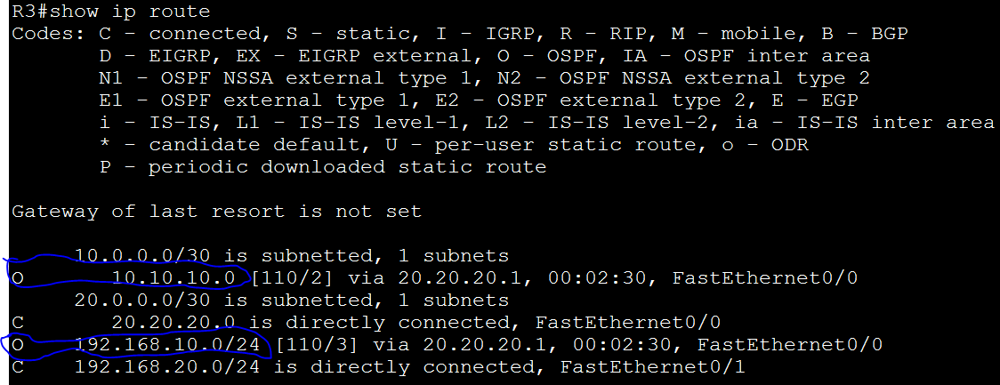 R3#show ip route
Codes: C - connected, S - static, I - IGRP, R - RIP, M - mobile, B - BGP
D - EIGRP, EX - EIGRP external, O - OSPF, IA - OSPF inter area
N1 - OSPF NSSA external type 1, N2 - OSPF NSSA external type 2
E1 - OSPF external type 1, E2 - OSPF external type 2, E - EGP
i - IS-IS, L1 - IS-IS level-1, L2 - IS-IS level-2, ia - IS-IS inter area
* - candidate default, U - per-user static route, o - ODR
P - periodic downloaded static route
Gateway of last resort is not set
10.0.0.0/30 is subnetted, 1 subnets
O 10.10.10.0 [110/2] via 20.20.20.1, 00:02:30, FastEthernet0/0
20.0.0.0/30 is subnetted, 1 subnets
C 20.20.20.0 is directly connected, FastEthernet0/0
O 192.168.10.0/24 [110/3] via 20.20.20.1, 00:02:30, FastEthernet0/0
C 192.168.20.0/24 is directly connected, FastEthernet0/1